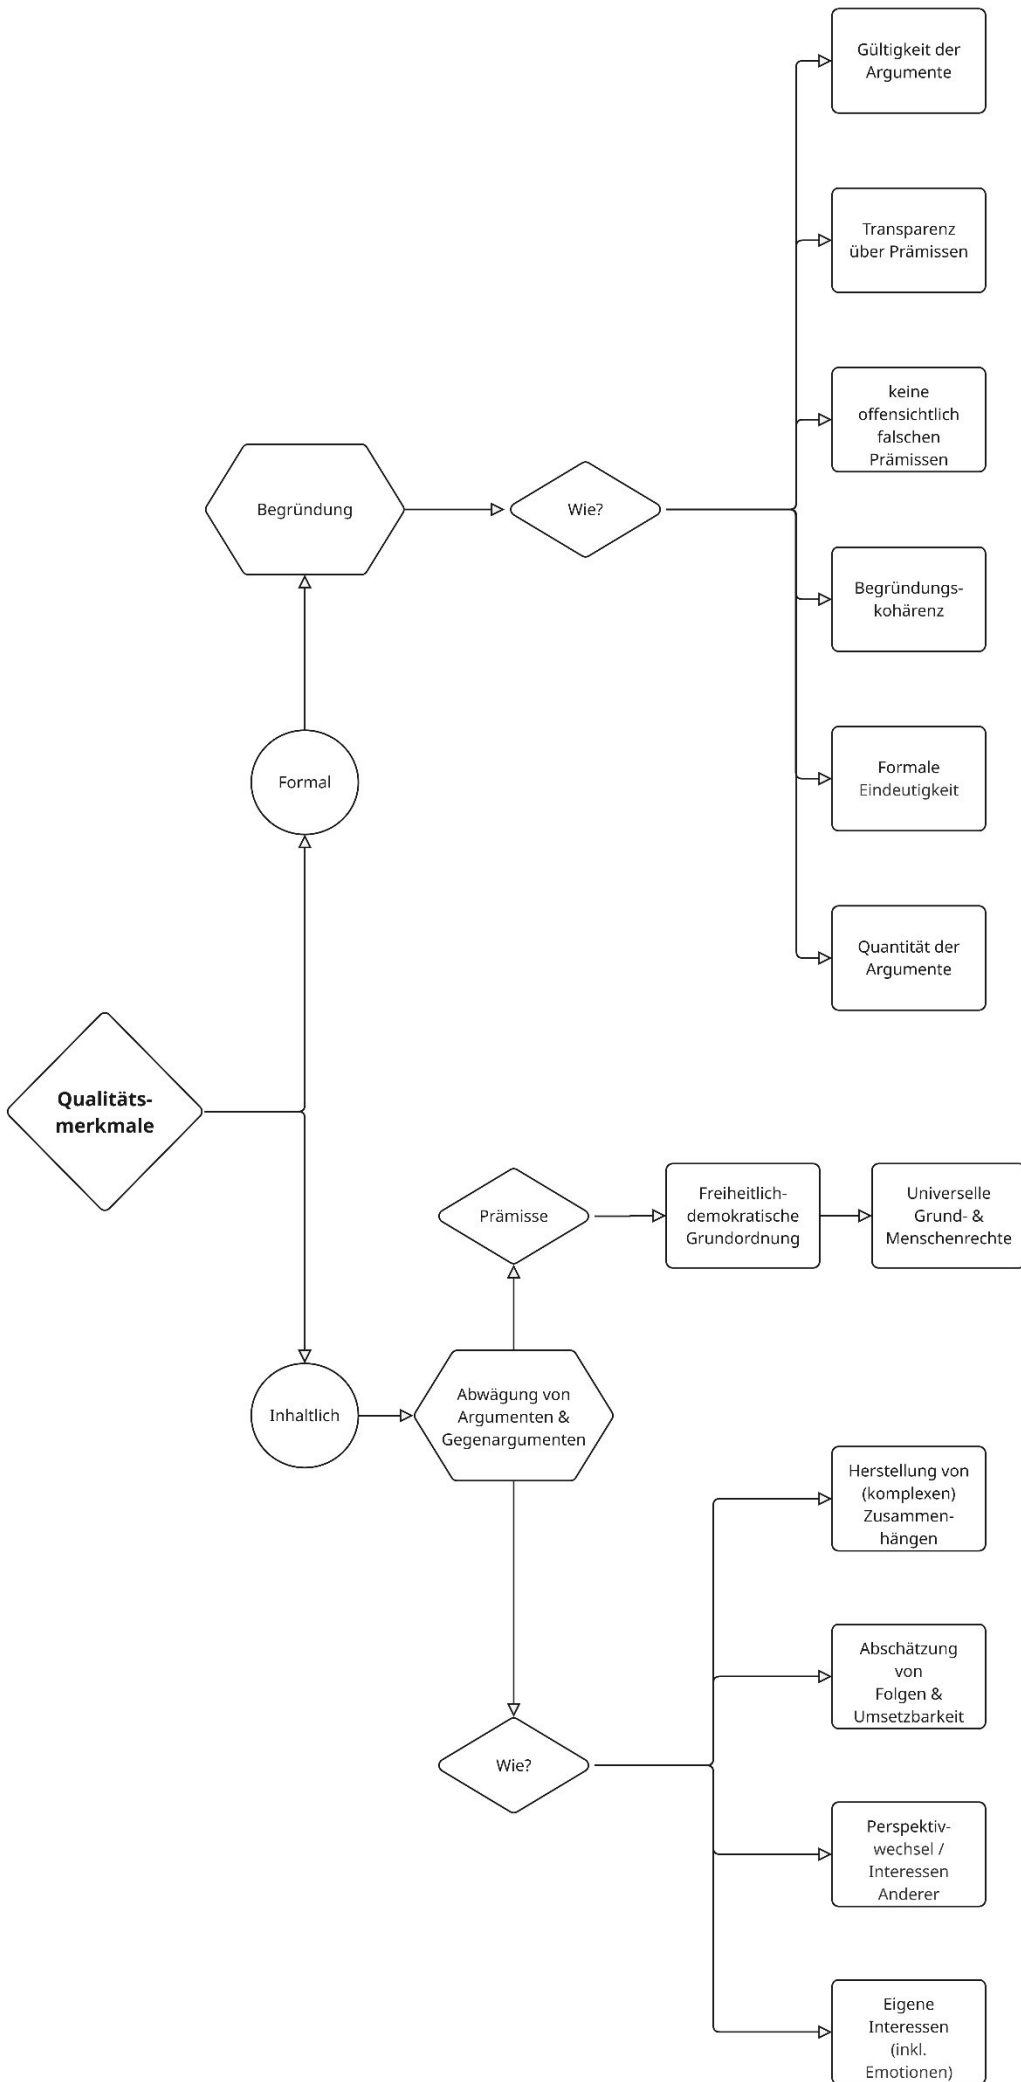 Gültigkeit der
Argumente
Transparenz
über Prämissen
keine
offensichtlich
falschen
Prämissen
Begründung
Wie?
Begründungs-
kohärenz
Formal
Formale
Eindeutigkeit
Quantität der
Argumente
Qualitäts-
merkmale
Prämisse
Freiheitlich-
demokratische
Grundordnung
Universelle
Grund- &
Menschenrechte
Inhaltlich
Abwägung von
Argumenten &
Gegenargumenten
Herstellung von
(komplexen)
Zusammen-
hängen
Abschätzung
von
Folgen &
Umsetzbarkeit
Wie?
Perspektiv-
wechsel /
Interessen
Anderer
Eigene
Interessen
(inkl.
Emotionen)